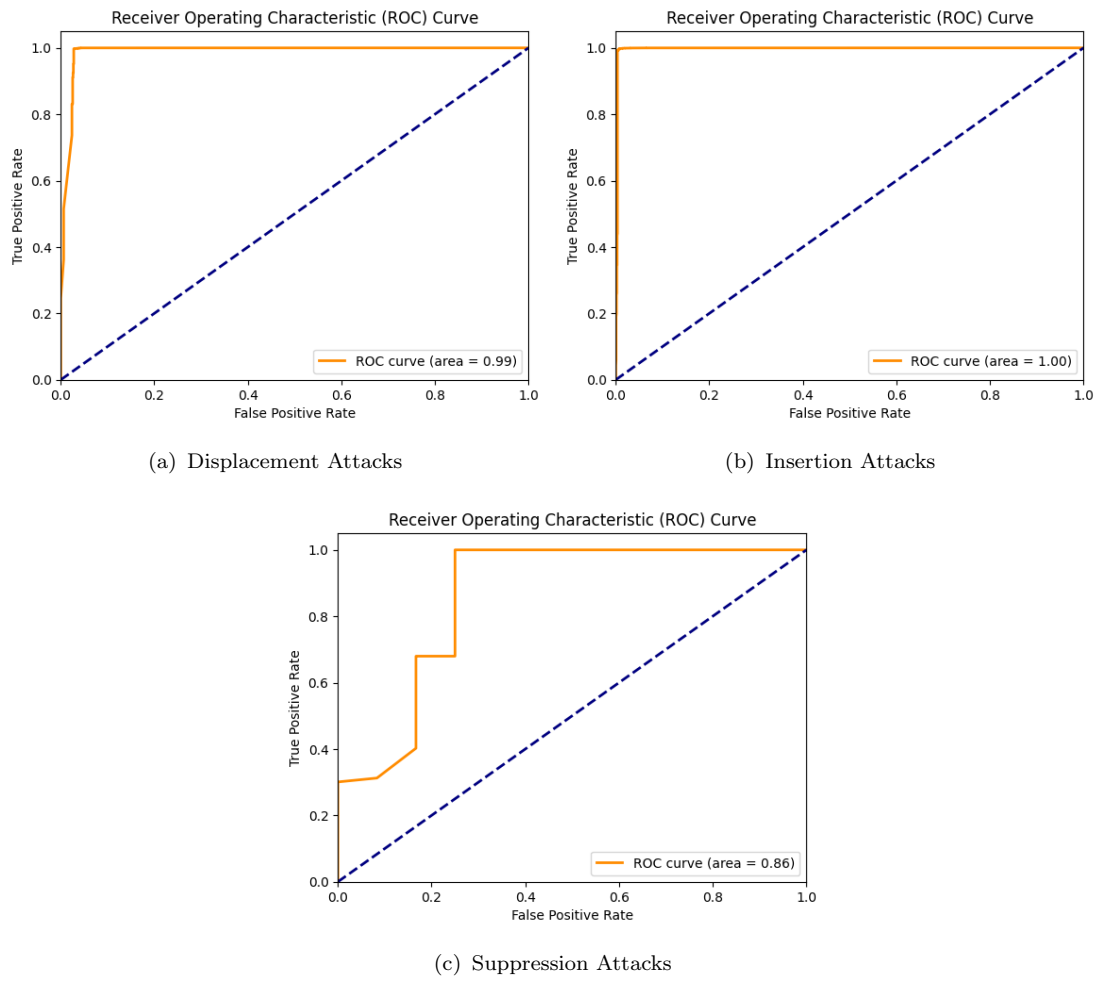 Receiver Operating Characteristic (ROC) Curve
True Positive Rate
1.0
0.8
0.6
0.4
0.2
0.0
ROC curve (area = 0.99)
0.0 0.2 0.4 0.6 0.8 1.0
False Positive Rate
(a) Displacement Attacks
Receiver Operating Characteristic (ROC) Curve
True Positive Rate
1.0
0.8
0.6
0.4
0.2
0.0
ROC curve (area = 1.00)
0.0 0.2 0.4 0.6 0.8 1.0
False Positive Rate
(b) Insertion Attacks
Receiver Operating Characteristic (ROC) Curve
True Positive Rate
1.0
0.8
0.6
0.4
0.2
0.0
ROC curve (area = 0.86)
0.0 0.2 0.4 0.6 0.8 1.0
False Positive Rate
(c) Suppression Attacks